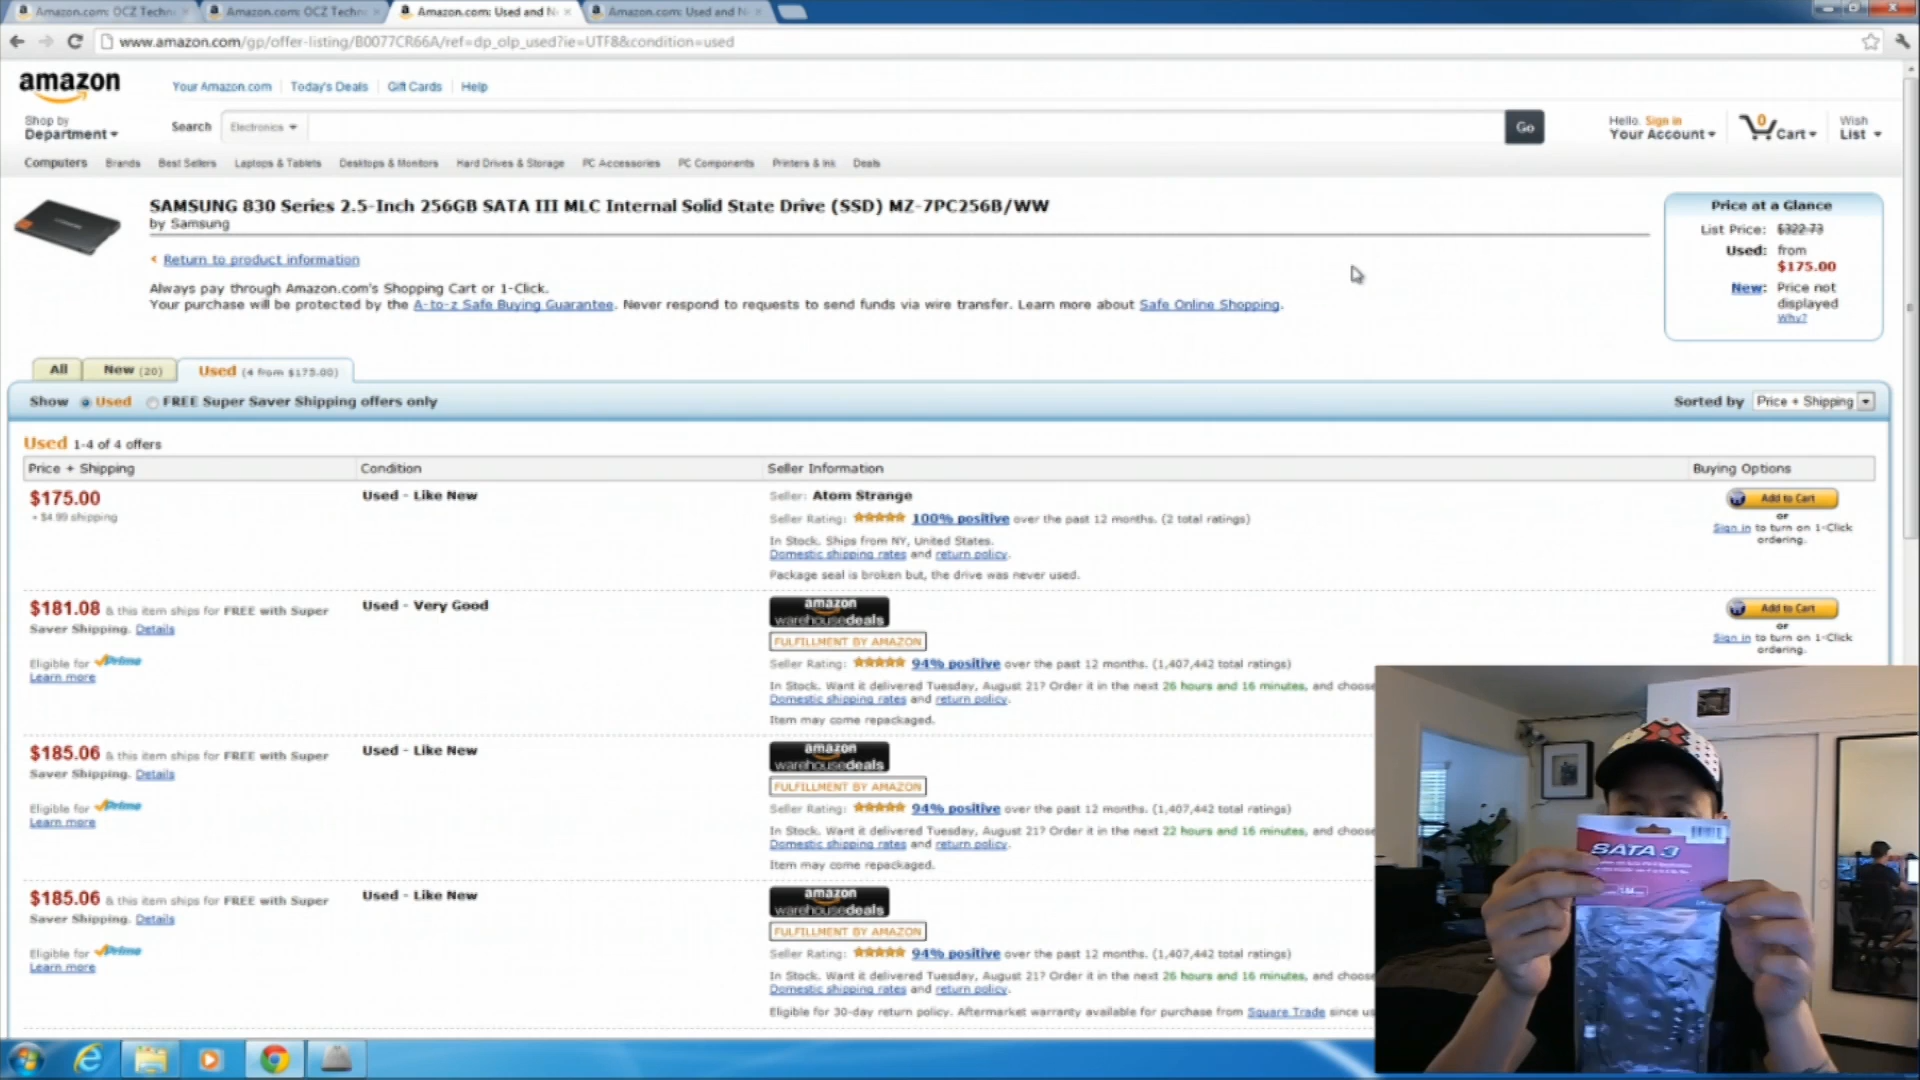 Amazon.com: OCZ Techn
Amazon.com: OCZ Techn
Amazon.com: Used and N
Amazon.com: Used and N
www.amazon.com/gp/offer-listing/B0077CR66A/ref=dp_olp_used?ie=UTF8&condition=used
amazon
Your Amazon.com
Today's Deals
Gift Cards
Help
Shop by
Department
Search
Electronics
Go
Hello. Sign in
Your Account
0
Cart
Wish
List
Computers
Brands
Best Sellers
Laptops & Tablets
Desktops & Monitors
Hard Drives & Storage
PC Accessories
PC Components
Printers & Ink
Deals
SAMSUNG 830 Series 2.5-Inch 256GB SATA III MLC Internal Solid State Drive (SSD) MZ-7PC256B/WW
by Samsung
Return to product information
Always pay through Amazon.com's Shopping Cart or 1-Click.
Your purchase will be protected by the A-to-z Safe Buying Guarantee. Never respond to requests to send funds via wire transfer. Learn more about Safe Online Shopping.
Price at a Glance
List Price: $322.73
Used: from
$175.00
New: Price not
displayed
Why?
All
New (20)
Used (4 from $175.00)
Show Used FREE Super Saver Shipping offers only
Sorted by Price + Shipping
Used 1-4 of 4 offers
Price + Shipping
Condition
Seller Information
Buying Options
$175.00
+ $4.99 shipping
Used - Like New
Seller: Atom Strange
Seller Rating: 100% positive over the past 12 months. (2 total ratings)
In Stock. Ships from NY, United States.
Domestic shipping rates and return policy.
Package seal is broken but, the drive was never used.
Add to Cart
or
Sign in to turn on 1-Click
ordering.
$181.08 & this item ships for FREE with Super
Saver Shipping. Details
Eligible for Prime
Learn more
Used - Very Good
amazon
warehousedeals
FULFILLMENT BY AMAZON
Seller Rating: 94% positive over the past 12 months. (1,407,442 total ratings)
In Stock. Want it delivered Tuesday, August 21? Order it in the next 26 hours and 16 minutes, and choose
Domestic shipping rates and return policy.
Item may come repackaged.
Add to Cart
or
Sign in to turn on 1-Click
ordering.
$185.06 & this item ships for FREE with Super
Saver Shipping. Details
Eligible for Prime
Learn more
Used - Like New
amazon
warehousedeals
FULFILLMENT BY AMAZON
Seller Rating: 94% positive over the past 12 months. (1,407,442 total ratings)
In Stock. Want it delivered Tuesday, August 21? Order it in the next 22 hours and 16 minutes, and choose
Domestic shipping rates and return policy.
Item may come repackaged.
$185.06 & this item ships for FREE with Super
Saver Shipping. Details
Eligible for Prime
Learn more
Used - Like New
amazon
warehousedeals
FULFILLMENT BY AMAZON
Seller Rating: 94% positive over the past 12 months. (1,407,442 total ratings)
In Stock. Want it delivered Tuesday, August 21? Order it in the next 26 hours and 16 minutes, and choose
Domestic shipping rates and return policy.
Eligible for 30-day return policy. Aftermarket warranty available for purchase from Square Trade since us
SATA 3